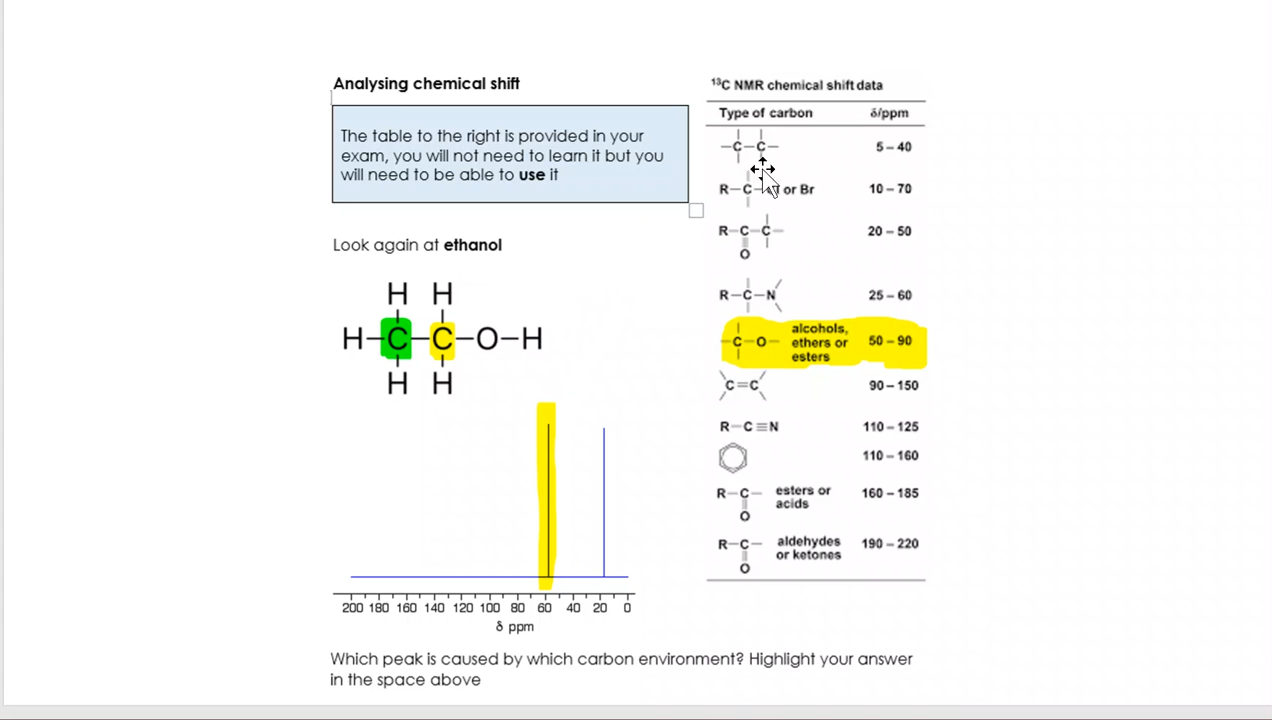 Analysing chemical shift
The table to the right is provided in your
exam, you will not need to learn it but you
will need to be able to use it
Look again at ethanol
H H
H–C–C–O–H
H H
200 180 160 140 120 100 80 60 40 20 0
δ ppm
Which peak is caused by which carbon environment? Highlight your answer
in the space above
¹³C NMR chemical shift data
Type of carbon δ/ppm
–C–C– 5–40
R–C– or Br 10–70
R–C–C– 20–50
O
R–C–N 25–60
alcohols,
–C–O– ethers or 50–90
esters
C=C 90–150
R–C≡N 110–125
110–160
R–C– esters or 160–185
acids
O
R–C– aldehydes 190–220
or ketones
O